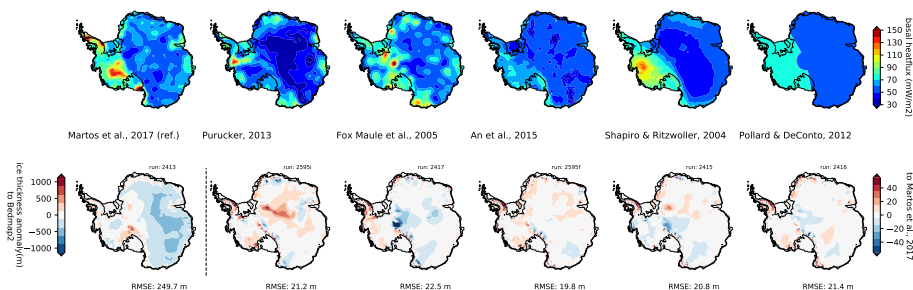 150
130
110
90
70
50
30
basal heatflux (mW/m2)
Martos et al., 2017 (ref.)
Purucker, 2013
Fox Maule et al., 2005
An et al., 2015
Shapiro & Ritzwoller, 2004
Pollard & DeConto, 2012
run: 2413
run: 2595i
run: 2417
run: 2595f
run: 2415
run: 2416
ice thickness anomaly(m)
to Bedmap2
1000
500
0
−500
−1000
40
20
0
−20
−40
to Martos et al., 2017
RMSE: 249.7 m
RMSE: 21.2 m
RMSE: 22.5 m
RMSE: 19.8 m
RMSE: 20.8 m
RMSE: 21.4 m